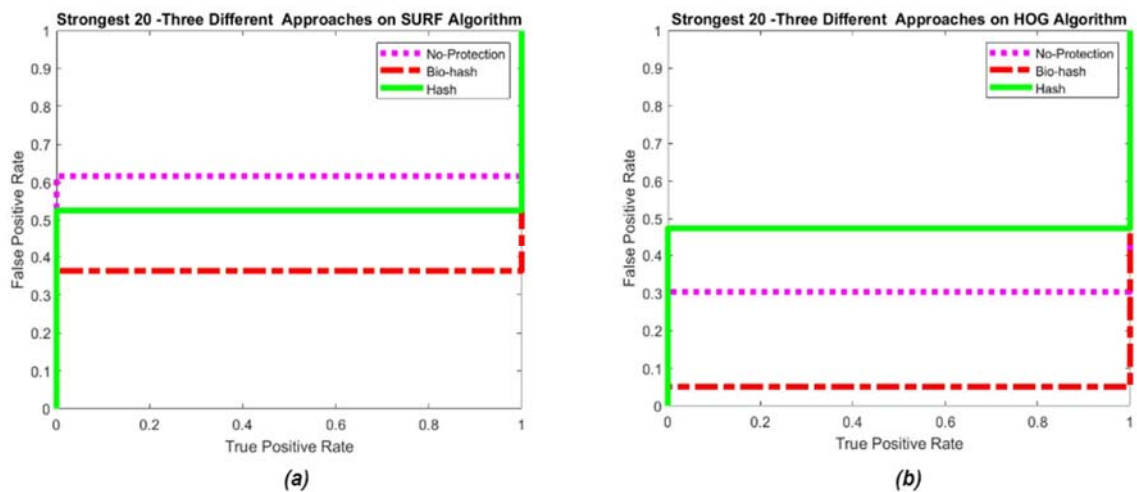 Strongest 20 -Three Different  Approaches on SURF Algorithm
No-Protection
Bio-hash
Hash
1
0.9
0.8
0.7
0.6
0.5
0.4
0.3
0.2
0.1
0
False Positive Rate
0 0.2 0.4 0.6 0.8 1
True Positive Rate
(a)
Strongest 20 -Three Different  Approaches on HOG Algorithm
No-Protection
Bio-hash
Hash
1
0.9
0.8
0.7
0.6
0.5
0.4
0.3
0.2
0.1
0
False Positive Rate
0 0.2 0.4 0.6 0.8 1
True Positive Rate
(b)